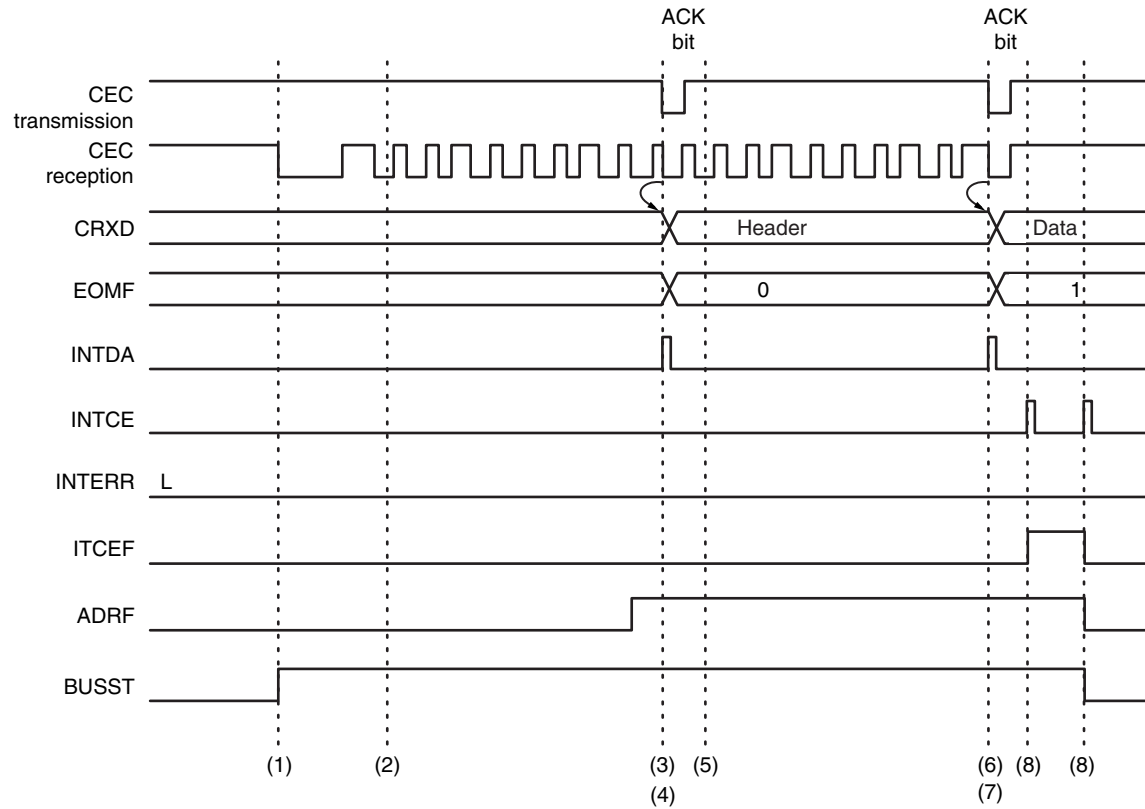 ACK
bit
ACK
bit
CEC
transmission
CEC
reception
CRXD
Header
Data
EOMF
0
1
INTDA
INTCE
INTERR
L
ITCEF
ADRF
BUSST
(1)
(2)
(3)
(5)
(6)
(8)
(8)
(4)
(7)